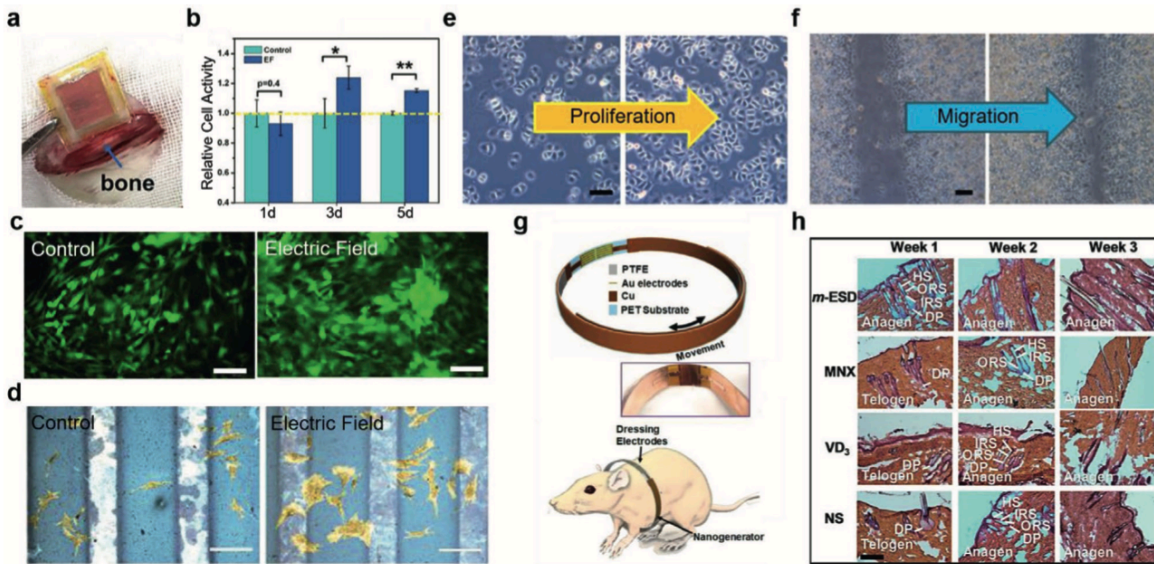 a
bone
b
Control
EF
p=0.4
*
**
Relative Cell Activity
1.4
1.2
1.0
0.8
0.6
0.4
1d
3d
5d
c
Control
Electric Field
d
Control
Electric Field
e
Proliferation
f
Migration
g
PTFE
Au electrodes
Cu
PET Substrate
Movement
Dressing
Electrodes
Nanogenerator
h
Week 1 Week 2 Week 3
m-ESD
HS
ORS
IRS
DP
Anagen
Anagen
Anagen
MNX
DP
Telogen
HS
IRS
ORS
DP
Anagen
Anagen
VD3
DP
Telogen
HS
IRS
ORS
DP
Anagen
Anagen
NS
DP
Telogen
HS
IRS
ORS
DP
Anagen
Anagen